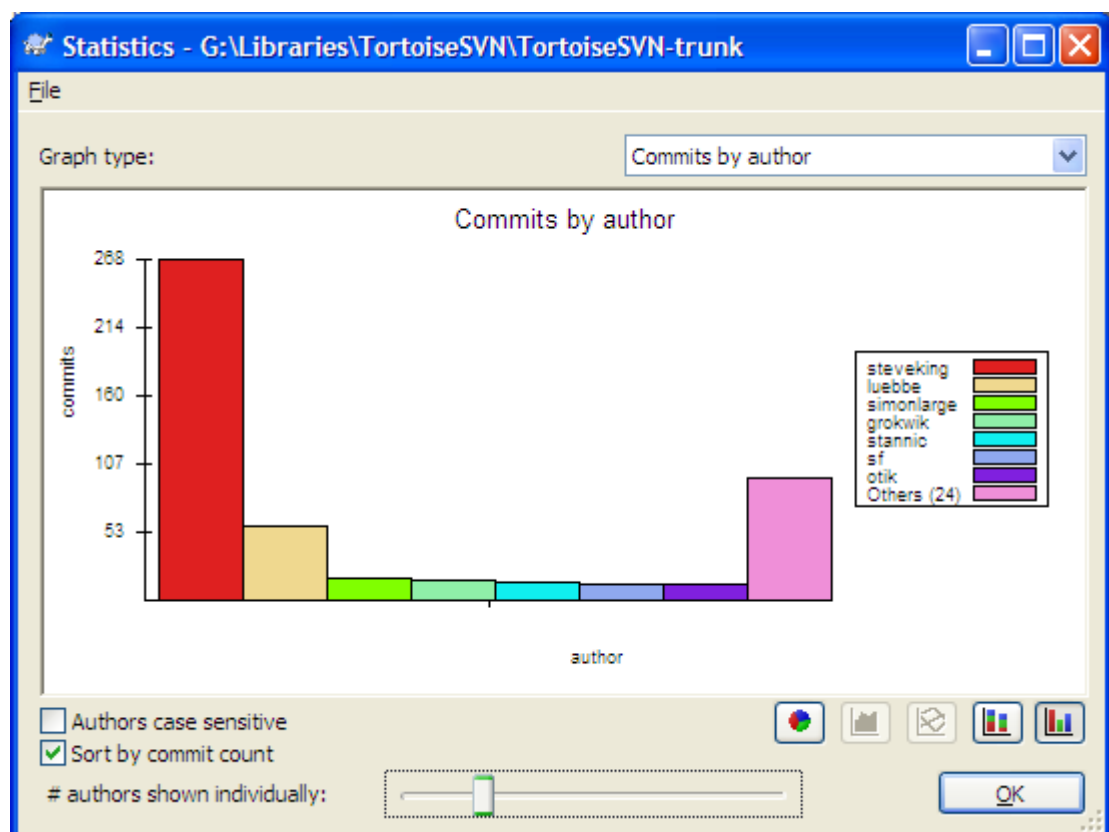 Statistics - G:\Libraries\TortoiseSVN\TortoiseSVN-trunk
File
Graph type:
Commits by author
Commits by author
268
214
160
107
53
commits
author
steveking
luebbe
simonlarge
grokwik
stannic
sf
otik
Others (24)
Authors case sensitive
Sort by commit count
# authors shown individually:
OK